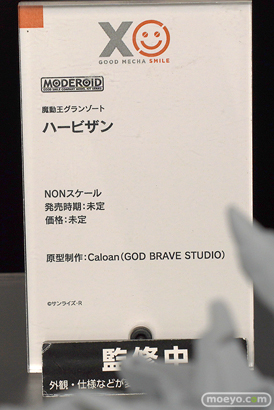 XO
GOOD MECHA SMILE
MODEROID
魔動王グランゾート
ハービザン
NONスケール
発売時期：未定
価格：未定
原型制作：Caloan（GOD BRAVE STUDIO）
©サンライズ・R
監修中
外観・仕様などが
moeyo.com